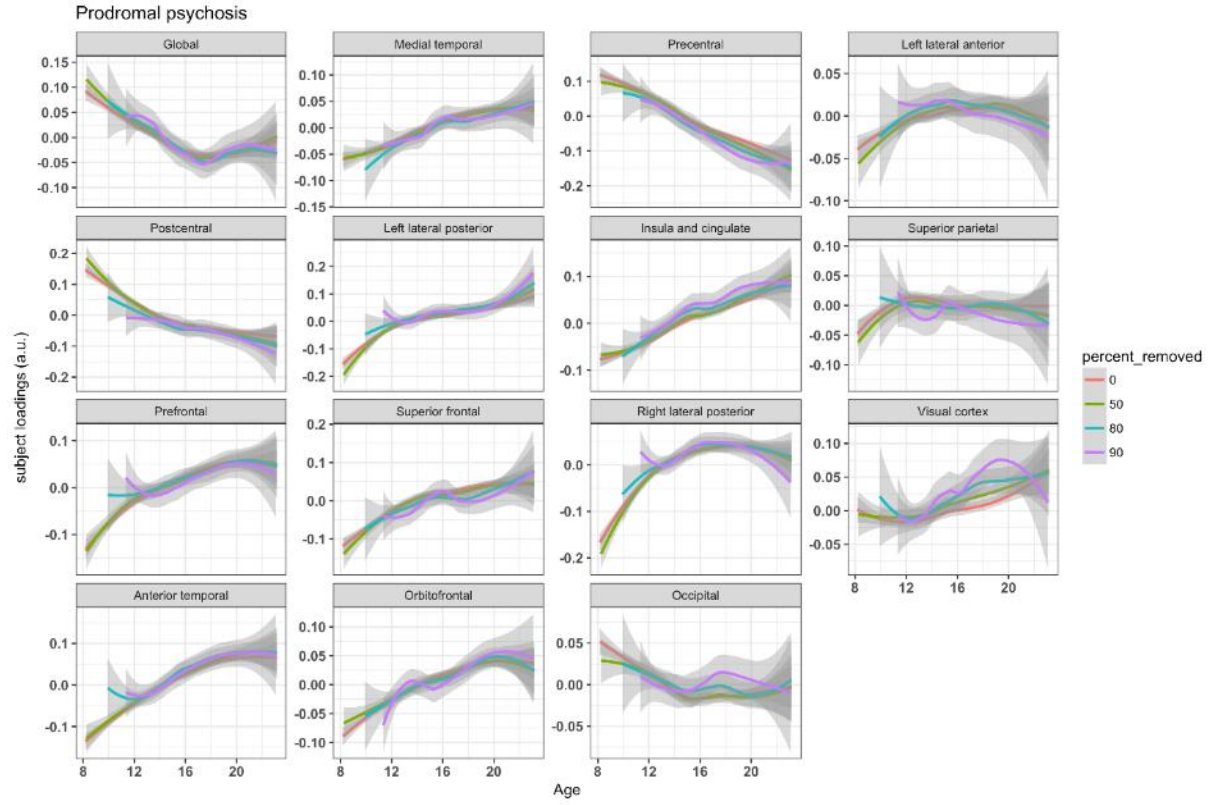 Prodromal psychosis
Global
Medial temporal
Precentral
Left lateral anterior
0.15
0.10
0.05
0.00
-0.05
-0.10
0.10
0.05
0.00
-0.05
-0.10
-0.15
0.1
0.0
-0.1
-0.2
0.05
0.00
-0.05
-0.10
Postcentral
Left lateral posterior
Insula and cingulate
Superior parietal
0.2
0.1
0.0
-0.1
-0.2
0.2
0.1
0.0
-0.1
-0.2
0.1
0.0
-0.1
0.10
0.05
0.00
-0.05
-0.10
subject loadings (a.u.)
Prefrontal
Superior frontal
Right lateral posterior
Visual cortex
0.1
0.0
-0.1
0.2
0.1
0.0
-0.1
0.1
0.0
-0.1
-0.2
0.10
0.05
0.00
-0.05
8 12 16 20
Anterior temporal
Orbitofrontal
Occipital
0.1
0.0
-0.1
0.10
0.05
0.00
-0.05
-0.10
0.05
0.00
-0.05
8 12 16 20
8 12 16 20
8 12 16 20
Age
percent_removed
0
50
80
90